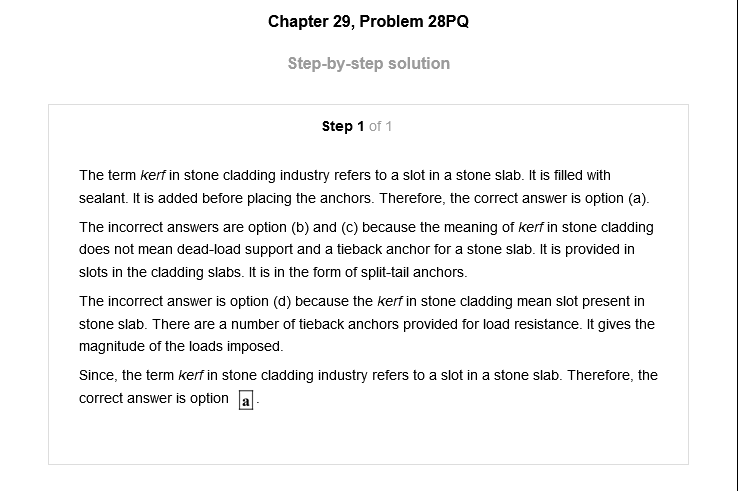 Chapter 29, Problem 28PQ
Step-by-step solution
Step 1 of 1
The term kerf in stone cladding industry refers to a slot in a stone slab. It is filled with
sealant. It is added before placing the anchors. Therefore, the correct answer is option (a).
The incorrect answers are option (b) and (c) because the meaning of kerf in stone cladding
does not mean dead-load support and a tieback anchor for a stone slab. It is provided in
slots in the cladding slabs. It is in the form of split-tail anchors.
The incorrect answer is option (d) because the kerf in stone cladding mean slot present in
stone slab. There are a number of tieback anchors provided for load resistance. It gives the
magnitude of the loads imposed.
Since, the term kerf in stone cladding industry refers to a slot in a stone slab. Therefore, the
correct answer is option a.